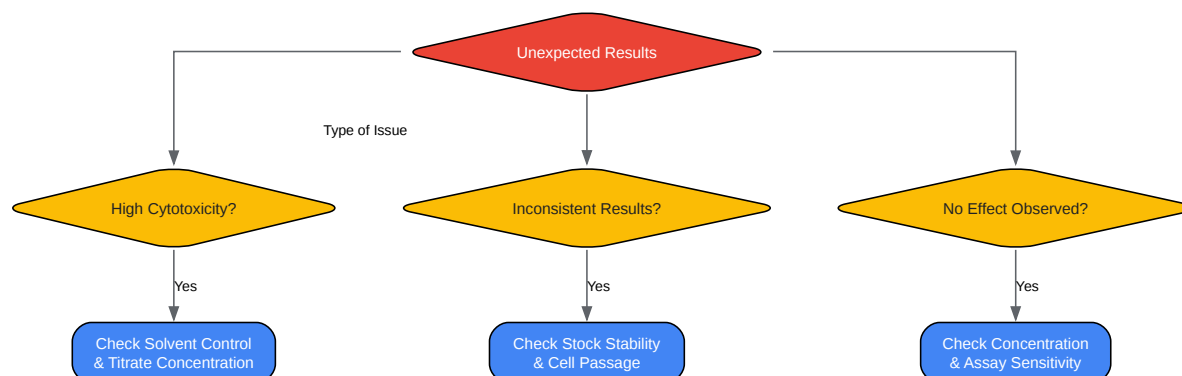 Unexpected Results
Type of Issue
High Cytotoxicity?
Inconsistent Results?
No Effect Observed?
Yes
Yes
Yes
Check Solvent Control
& Titrate Concentration
Check Stock Stability
& Cell Passage
Check Concentration
& Assay Sensitivity